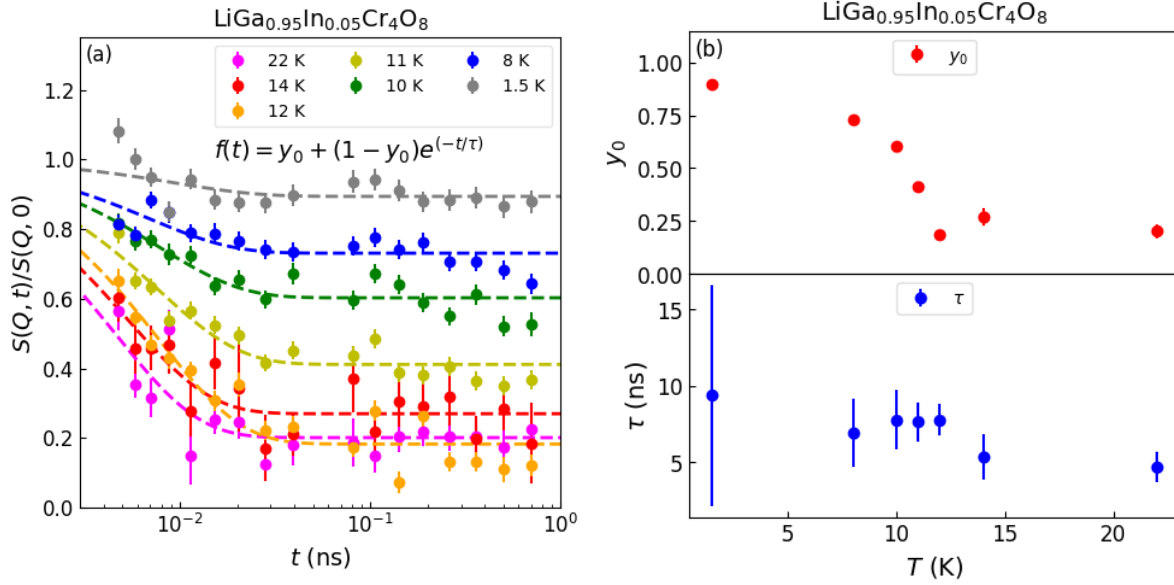 LiGa₀.₉₅In₀.₀₅Cr₄O₈
(a)
22 K
14 K
12 K
11 K
10 K
8 K
1.5 K
f(t) = y₀ + (1 − y₀)e^(−t/τ)
S(Q, t)/S(Q, 0)
1.2
1.0
0.8
0.6
0.4
0.2
0.0
10⁻²
10⁻¹
10⁰
t (ns)
LiGa₀.₉₅In₀.₀₅Cr₄O₈
(b)
y₀
y₀
1.00
0.75
0.50
0.25
0.00
τ
τ (ns)
15
10
5
5
10
15
20
T (K)